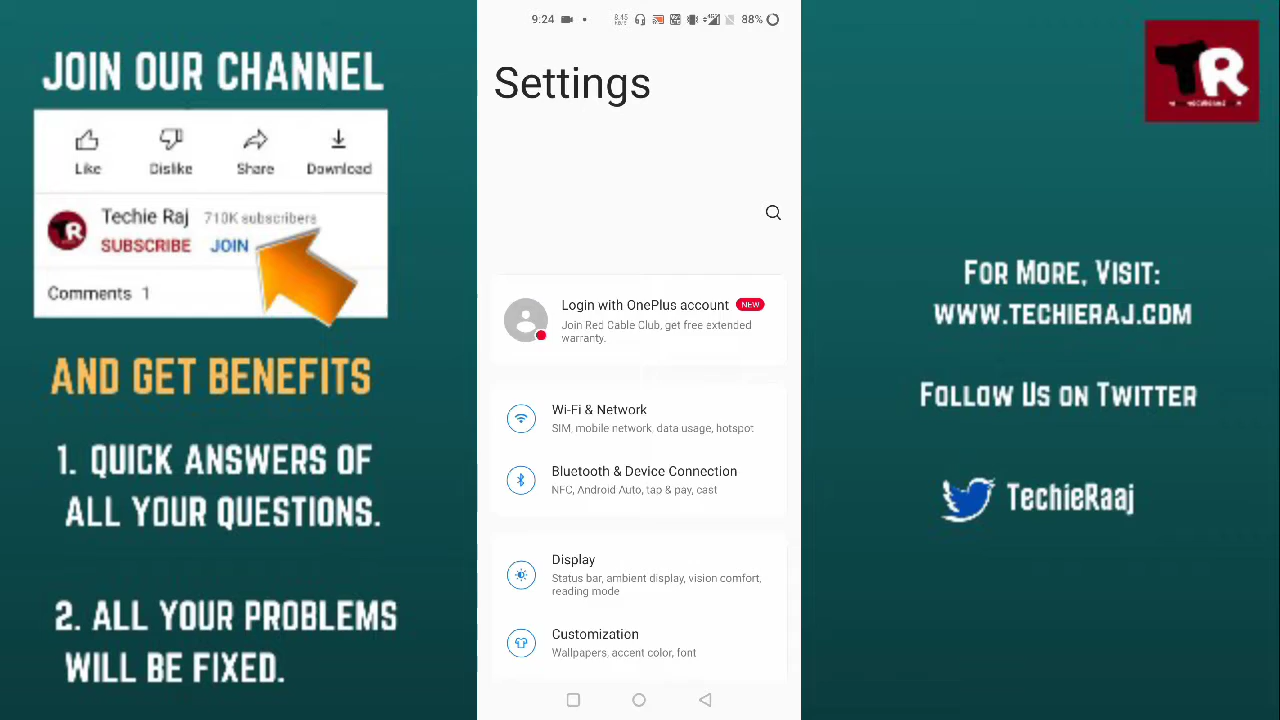 JOIN OUR CHANNEL
Like Dislike Share Download
Techie Raj 710K subscribers
SUBSCRIBE JOIN
Comments 1
AND GET BENEFITS
1. QUICK ANSWERS OF
ALL YOUR QUESTIONS.
2. ALL YOUR PROBLEMS
WILL BE FIXED.
9:24 88%
Settings
Login with OnePlus account NEW
Join Red Cable Club, get free extended
warranty.
Wi-Fi & Network
SIM, mobile network, data usage, hotspot
Bluetooth & Device Connection
NFC, Android Auto, tap & pay, cast
Display
Status bar, ambient display, vision comfort,
reading mode
Customization
Wallpapers, accent color, font
TR
FOR MORE, VISIT:
WWW.TECHIERAJ.COM
FOLLOW US ON TWITTER
TechieRaaj